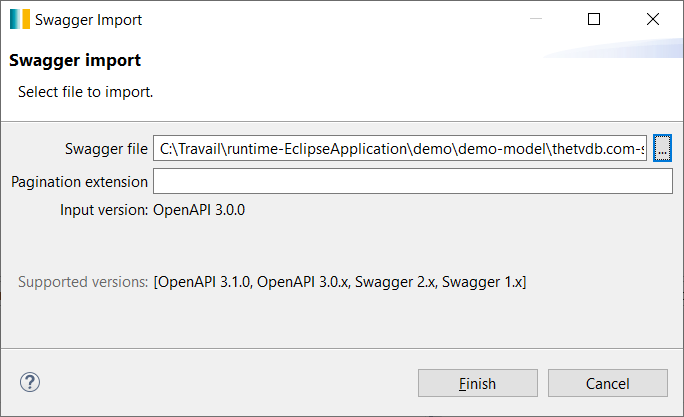 Swagger Import
Swagger import
Select file to import.
Swagger file C:\Travail\runtime-EclipseApplication\demo\demo-model\thetvdb.com-s ...
Pagination extension
Input version: OpenAPI 3.0.0
Supported versions: [OpenAPI 3.1.0, OpenAPI 3.0.x, Swagger 2.x, Swagger 1.x]
? Finish Cancel